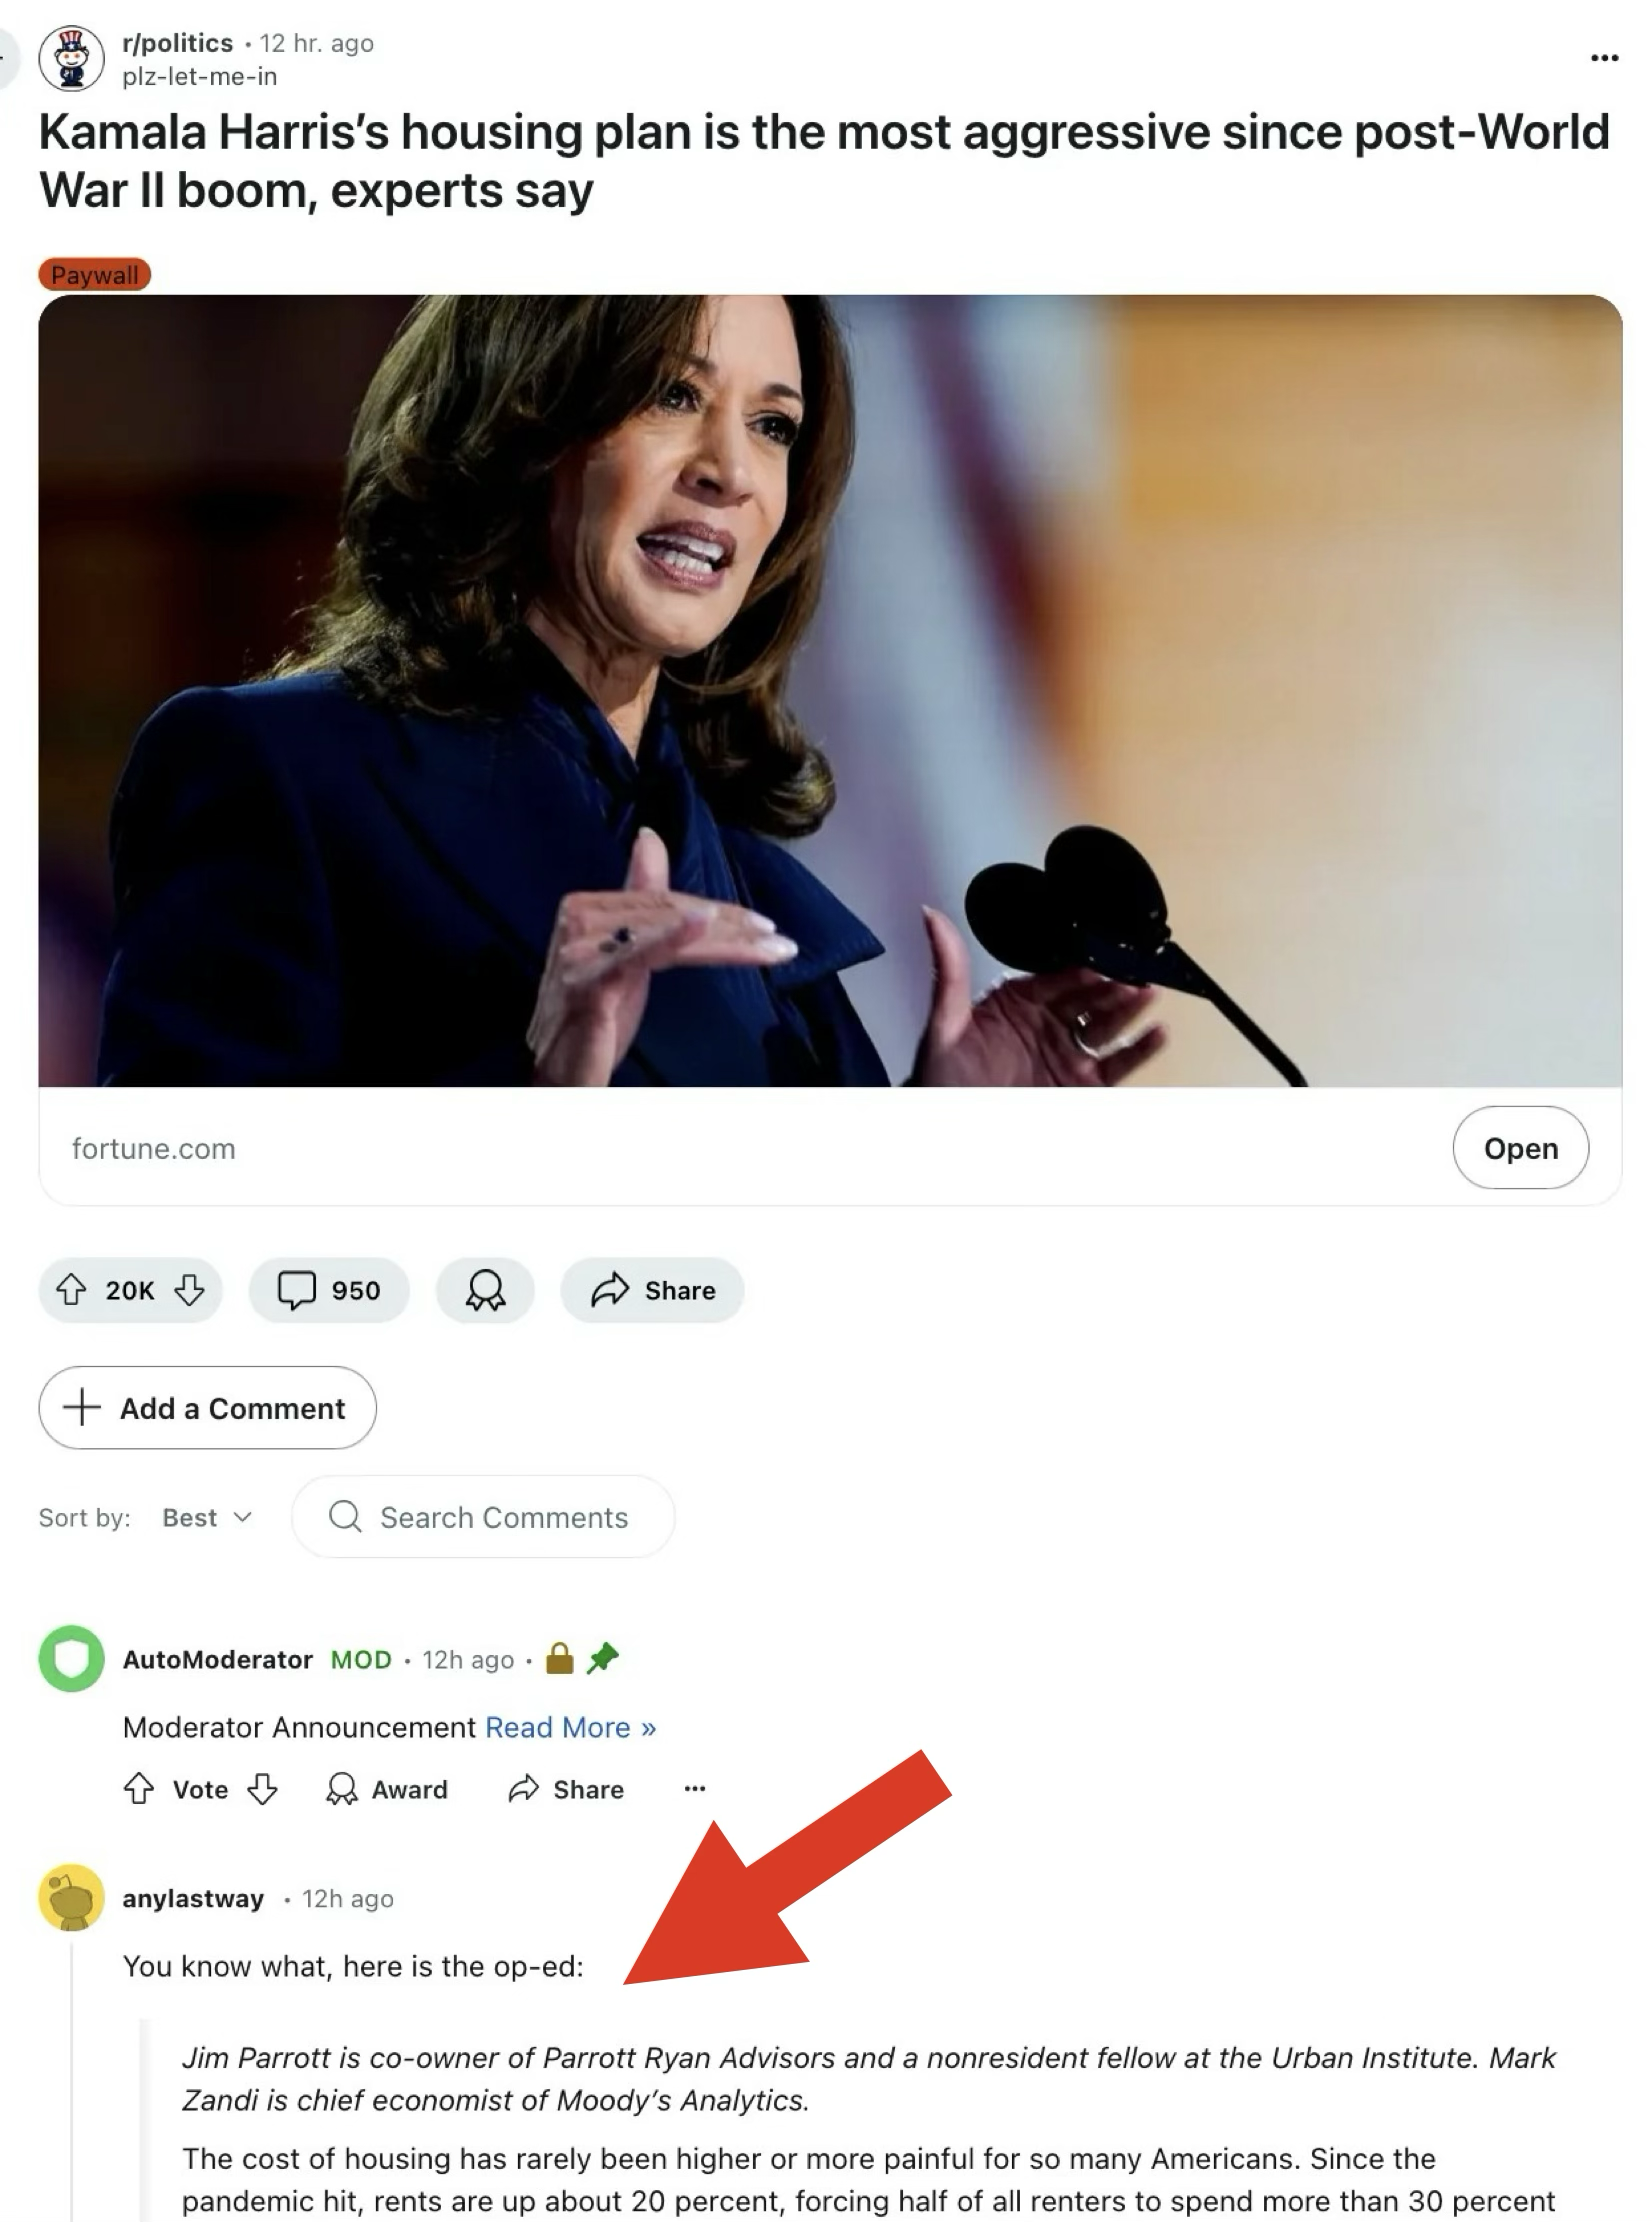 r/politics • 12 hr. ago
plz-let-me-in
Kamala Harris’s housing plan is the most aggressive since post-World
War II boom, experts say
Paywall
fortune.com
Open
20K
950
Share
Add a Comment
Sort by: Best
Search Comments
AutoModerator MOD • 12h ago •
Moderator Announcement Read More »
Vote
Award
Share
anylastway • 12h ago
You know what, here is the op-ed:
Jim Parrott is co-owner of Parrott Ryan Advisors and a nonresident fellow at the Urban Institute. Mark
Zandi is chief economist of Moody’s Analytics.
The cost of housing has rarely been higher or more painful for so many Americans. Since the
pandemic hit, rents are up about 20 percent, forcing half of all renters to spend more than 30 percent